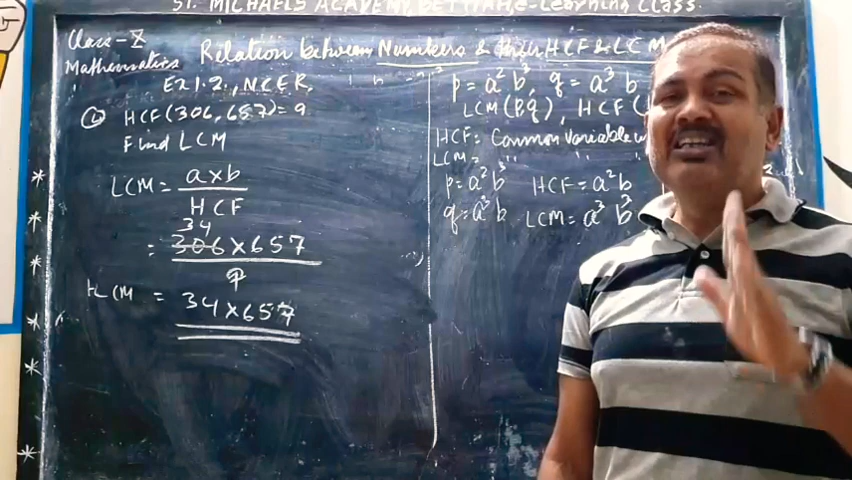 ST. MICHAELS ACADEMY BETTIAH e-Learning Class.
Class - X
Mathematics
Relation between Numbers & their HCF & LCM
Ex 1.2., NCER
④ HCF(306, 657) = 9
Find LCM
LCM = a×b
HCF
34
= 306×657
9
LCM = 34×657
p = a² b³, q = a³ b
LCM(P,q), HCF(
HCF = Common variable w
LCM = " " "
p = a² b³ HCF = a² b
q = a³ b LCM = a³ b³